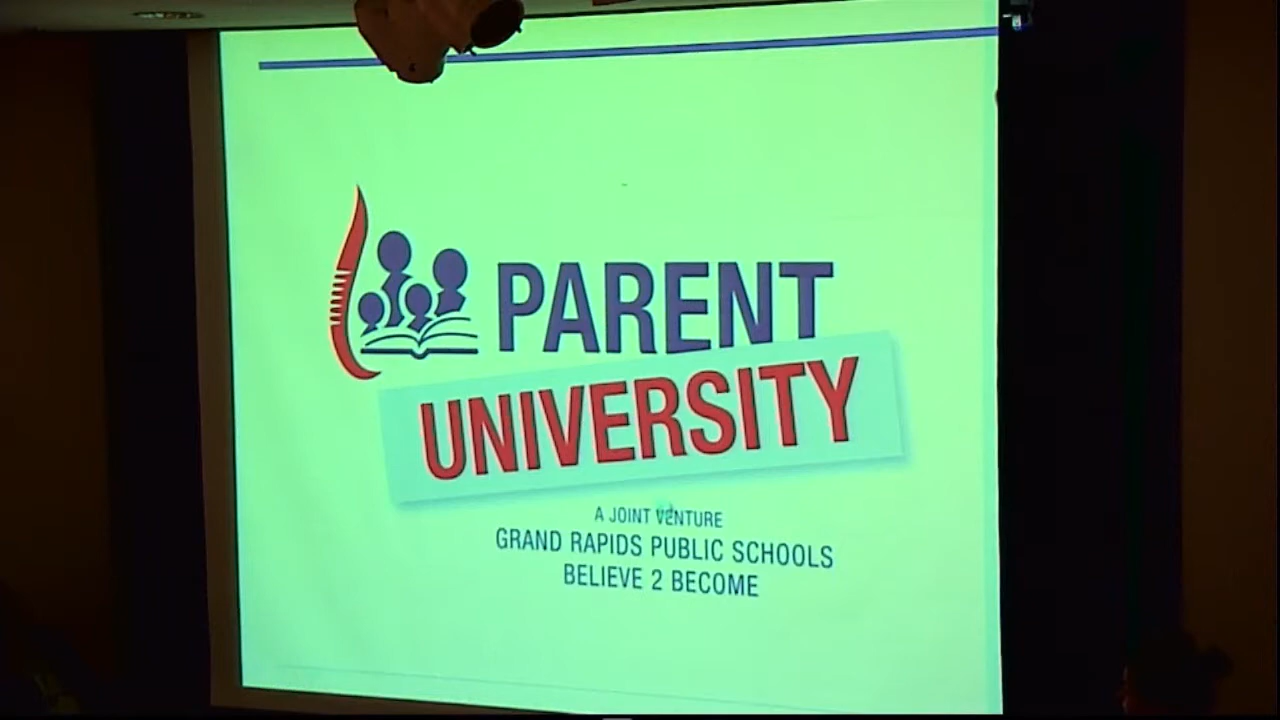 PARENT
UNIVERSITY
A JOINT VENTURE
GRAND RAPIDS PUBLIC SCHOOLS
BELIEVE 2 BECOME